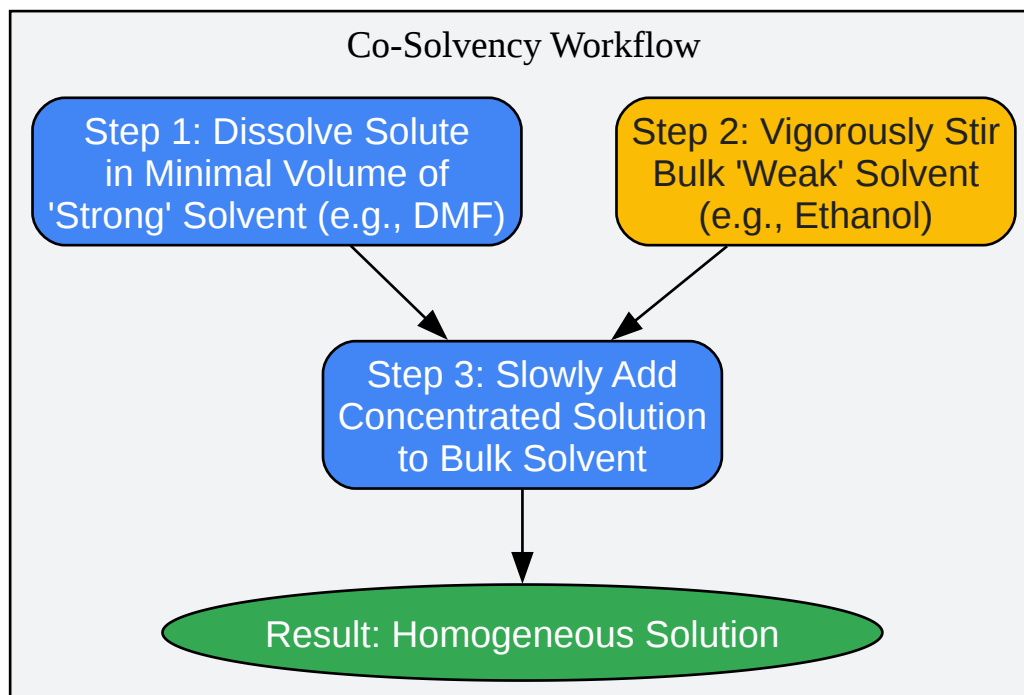 Co-Solvency Workflow
Step 1: Dissolve Solute
in Minimal Volume of
'Strong' Solvent (e.g., DMF)
Step 2: Vigorously Stir
Bulk 'Weak' Solvent
(e.g., Ethanol)
Step 3: Slowly Add
Concentrated Solution
to Bulk Solvent
Result: Homogeneous Solution